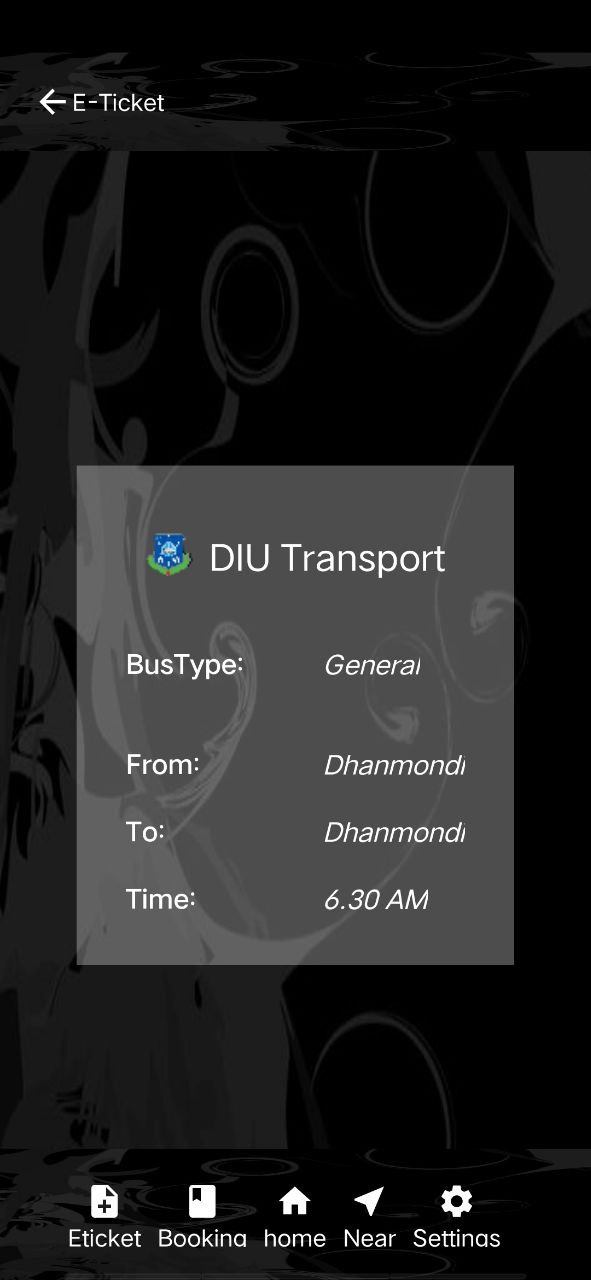 E-Ticket
DIU Transport
BusType: General
From: Dhanmondi
To: Dhanmondi
Time: 6.30 AM
Eticket Booking home Near Settings